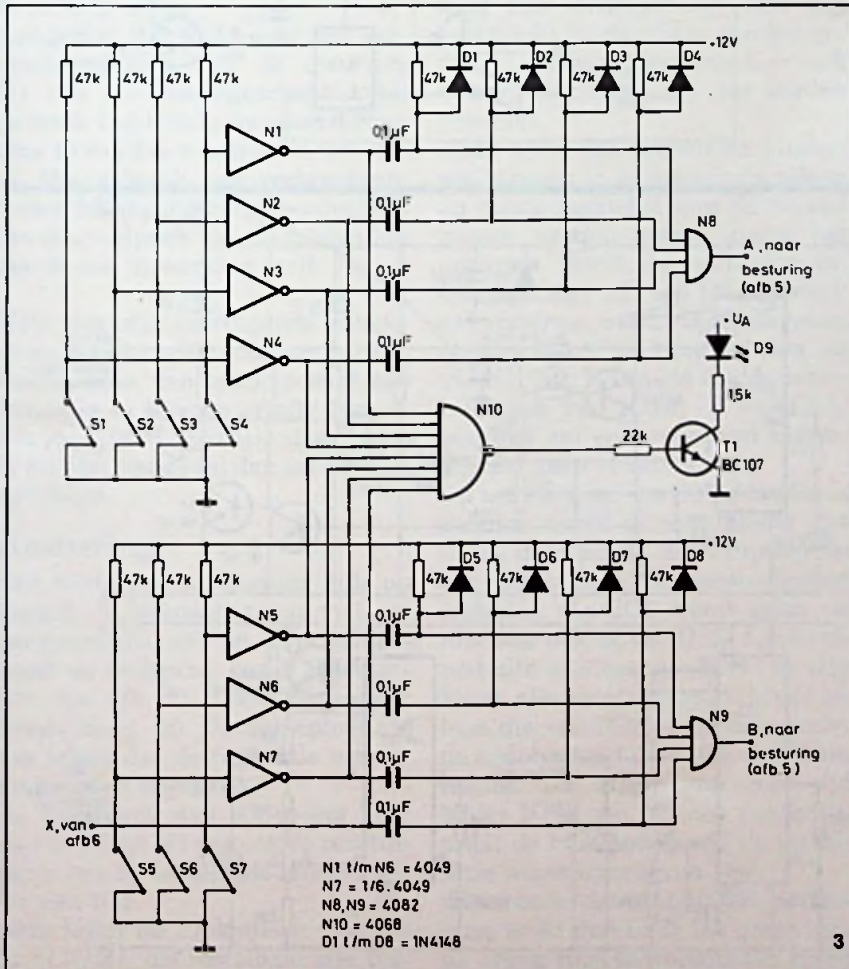 +12V
47k 47k 47k 47k
47k D1 47k D2 47k D3 47k D4
N1
0,1µF
N2
0,1µF
N3
0,1µF
N4
0,1µF
N8
A, naar
besturing
(afb 5)
UA
D9
1,5k
N10
22k
T1
BC107
S1 S2 S3 S4
+12V
47k 47k 47k
47k D5 47k D6 47k D7 47k D8
N5
0,1µF
N6
0,1µF
N7
0,1µF
0,1µF
N9
B, naar
besturing
(afb 5)
X, van
afb6
S5 S6 S7
N1 t/m N6 = 4049
N7 = 1/6. 4049
N8, N9 = 4082
N10 = 4068
D1 t/m D8 = 1N4148
3